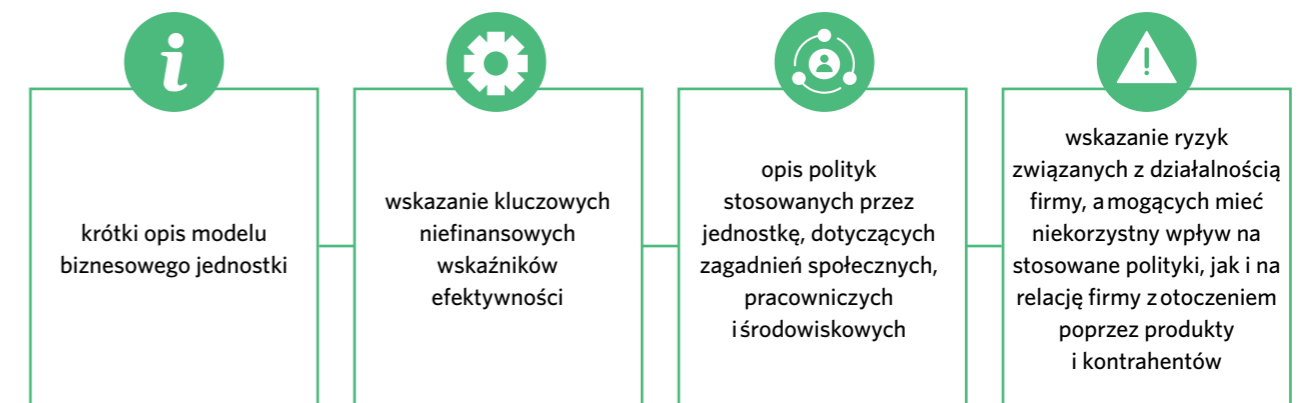 krótki opis modelu
biznesowego jednostki
wskazanie kluczowych
niefinansowych
wskaźników
efektywności
opis polityk
stosowanych przez
jednostkę, dotyczących
zagadnień społecznych,
pracowniczych
i środowiskowych
wskazanie ryzyk
związanych z działalnością
firmy, a mogących mieć
niekorzystny wpływ na
stosowane polityki, jak i na
relację firmy z otoczeniem
poprzez produkty
i kontrahentów